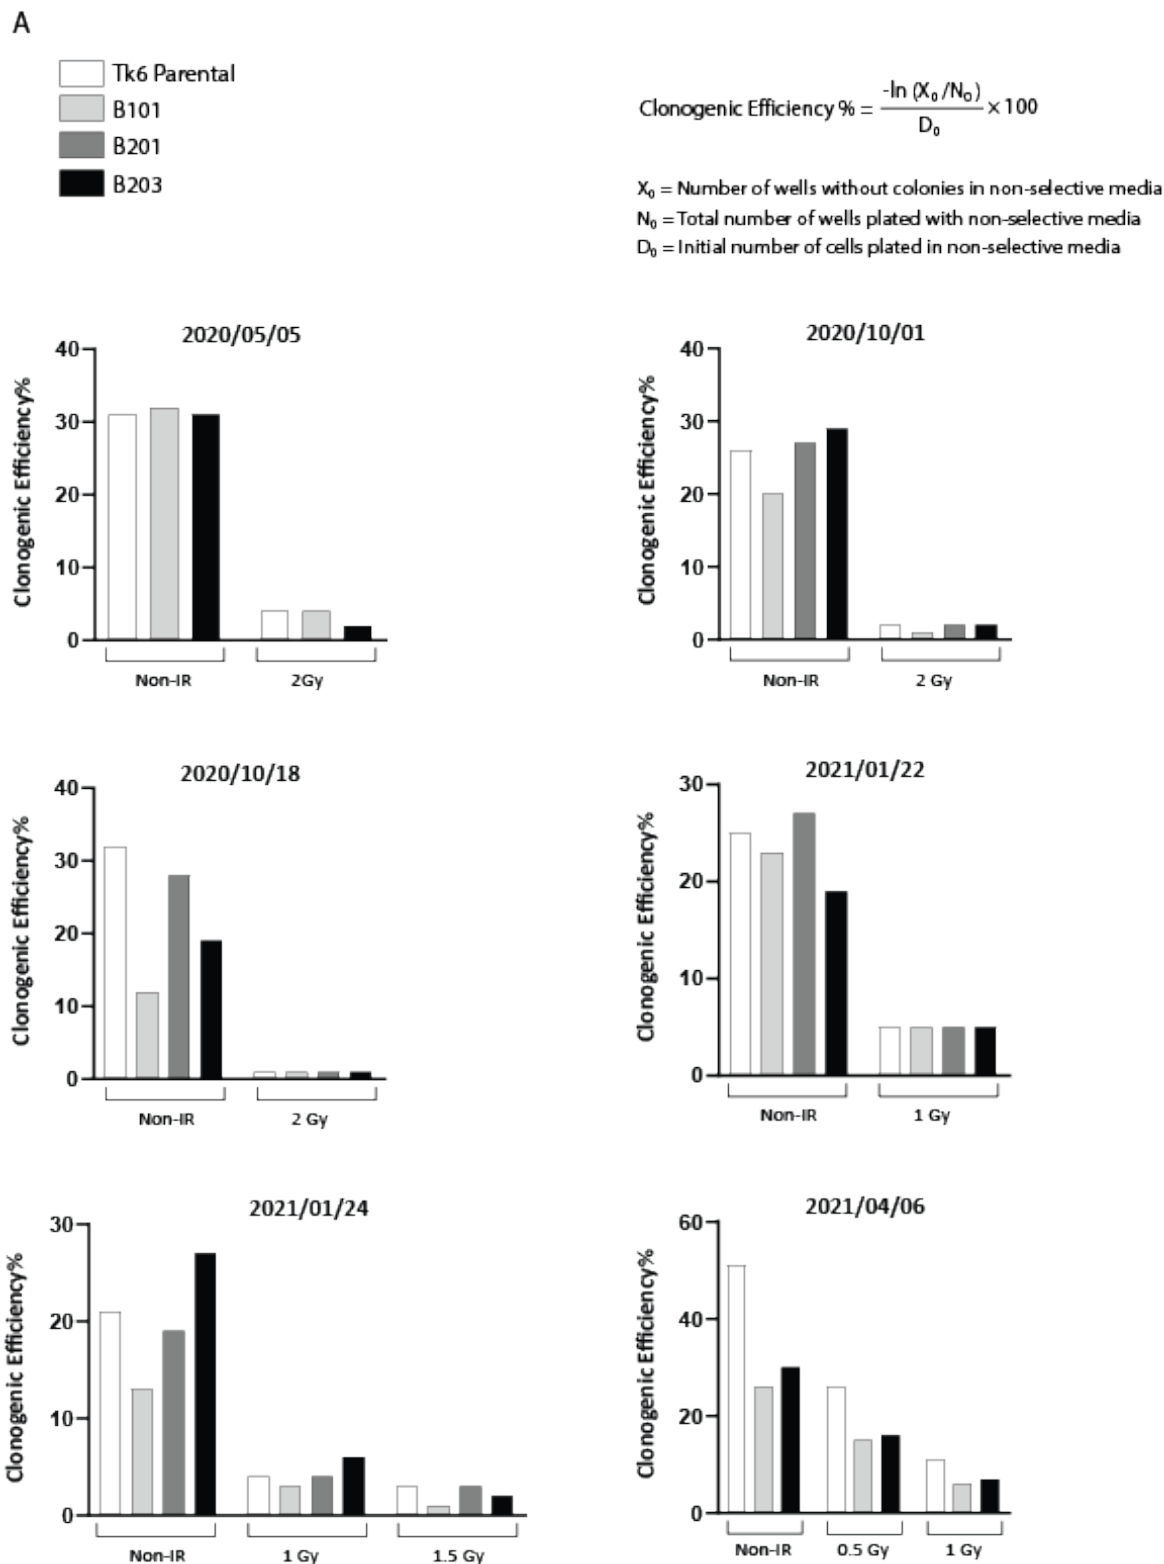 A
Tk6 Parental
B101
B201
B203
Clonogenic Efficiency % = -ln (X₀ /N₀) / D₀ × 100
X₀ = Number of wells without colonies in non-selective media
N₀ = Total number of wells plated with non-selective media
D₀ = Initial number of cells plated in non-selective media
2020/05/05
Clonogenic Efficiency%
40
30
20
10
0
Non-IR
2Gy
2020/10/01
Clonogenic Efficiency%
40
30
20
10
0
Non-IR
2 Gy
2020/10/18
Clonogenic Efficiency%
40
30
20
10
0
Non-IR
2 Gy
2021/01/22
Clonogenic Efficiency%
30
20
10
0
Non-IR
1 Gy
2021/01/24
Clonogenic Efficiency%
30
20
10
0
Non-IR
1 Gy
1.5 Gy
2021/04/06
Clonogenic Efficiency%
60
40
20
0
Non-IR
0.5 Gy
1 Gy